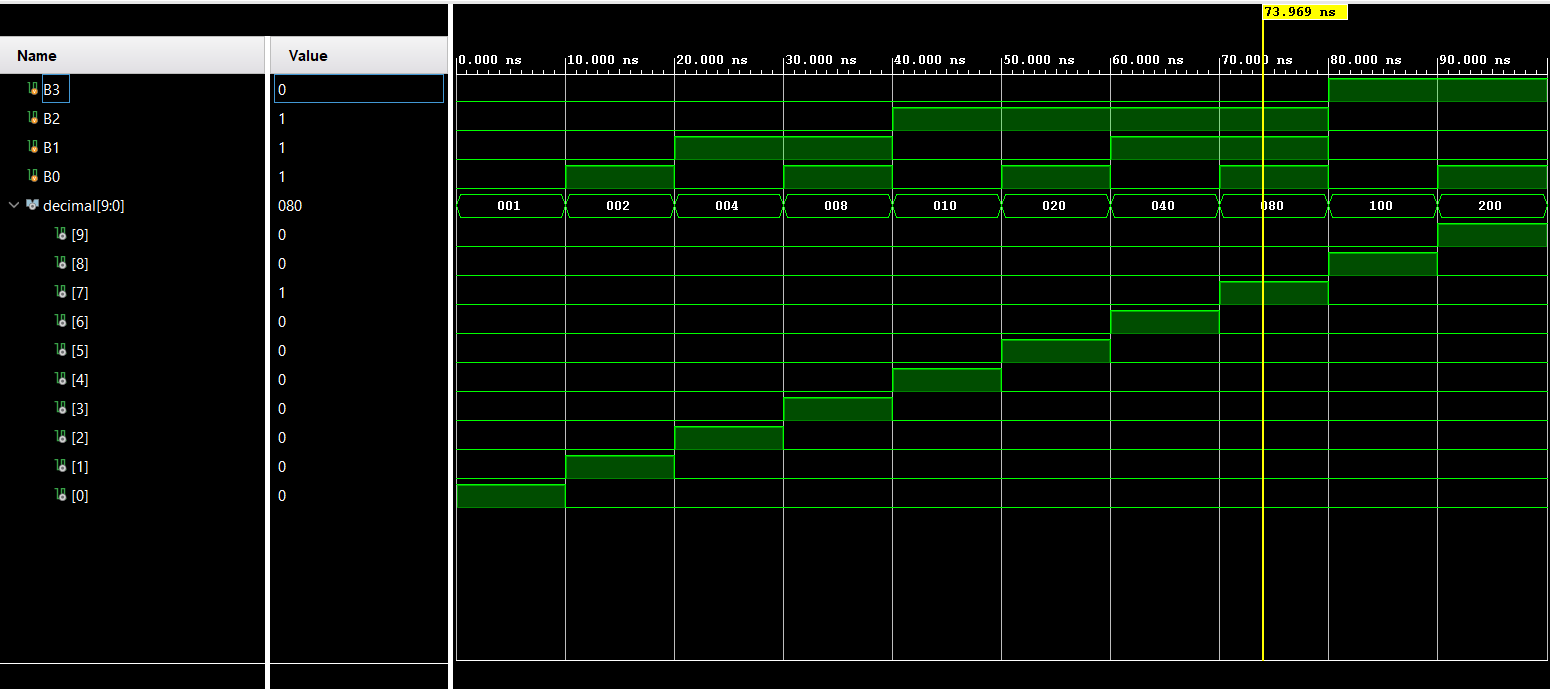 73.969 ns
Name Value
0.000 ns 10.000 ns 20.000 ns 30.000 ns 40.000 ns 50.000 ns 60.000 ns 70.000 ns 80.000 ns 90.000 ns
B3 0
B2 1
B1 1
B0 1
decimal[9:0] 080 001 002 004 008 010 020 040 080 100 200
[9] 0
[8] 0
[7] 1
[6] 0
[5] 0
[4] 0
[3] 0
[2] 0
[1] 0
[0] 0